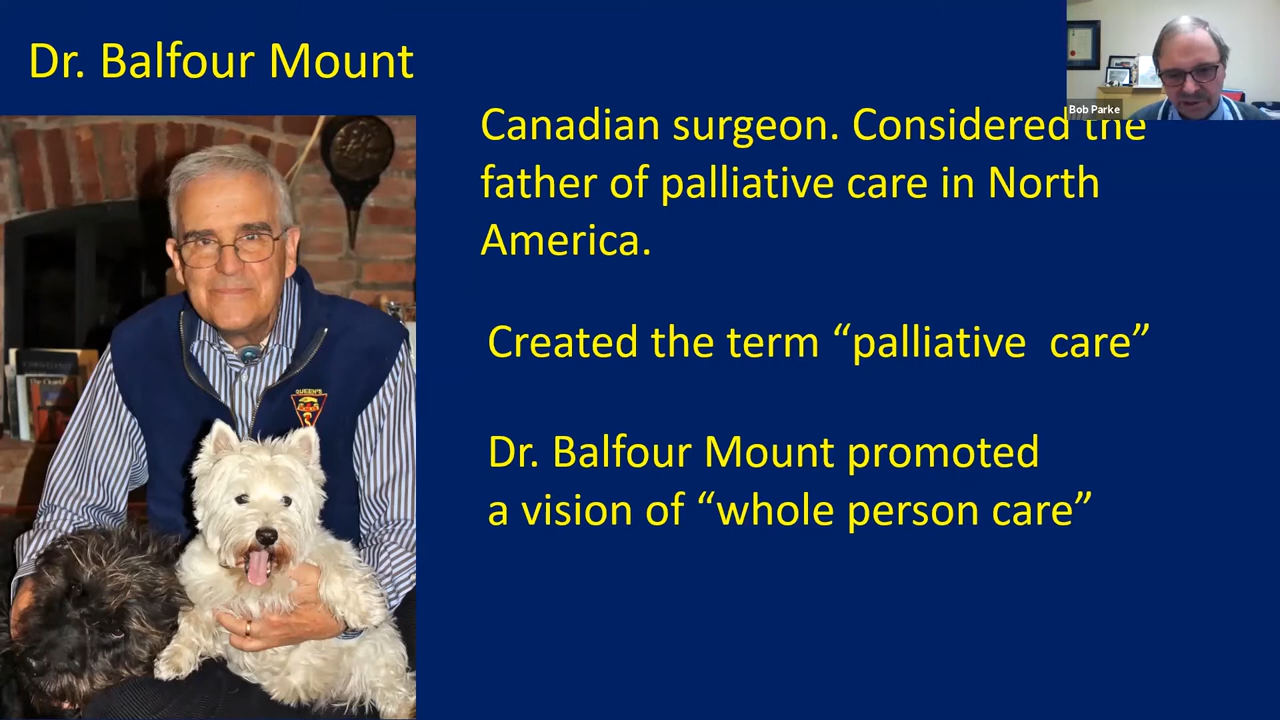 Dr. Balfour Mount
Bob Parke
Canadian surgeon. Considered the
father of palliative care in North
America.
Created the term “palliative  care”
Dr. Balfour Mount promoted
a vision of “whole person care”
QUEEN'S